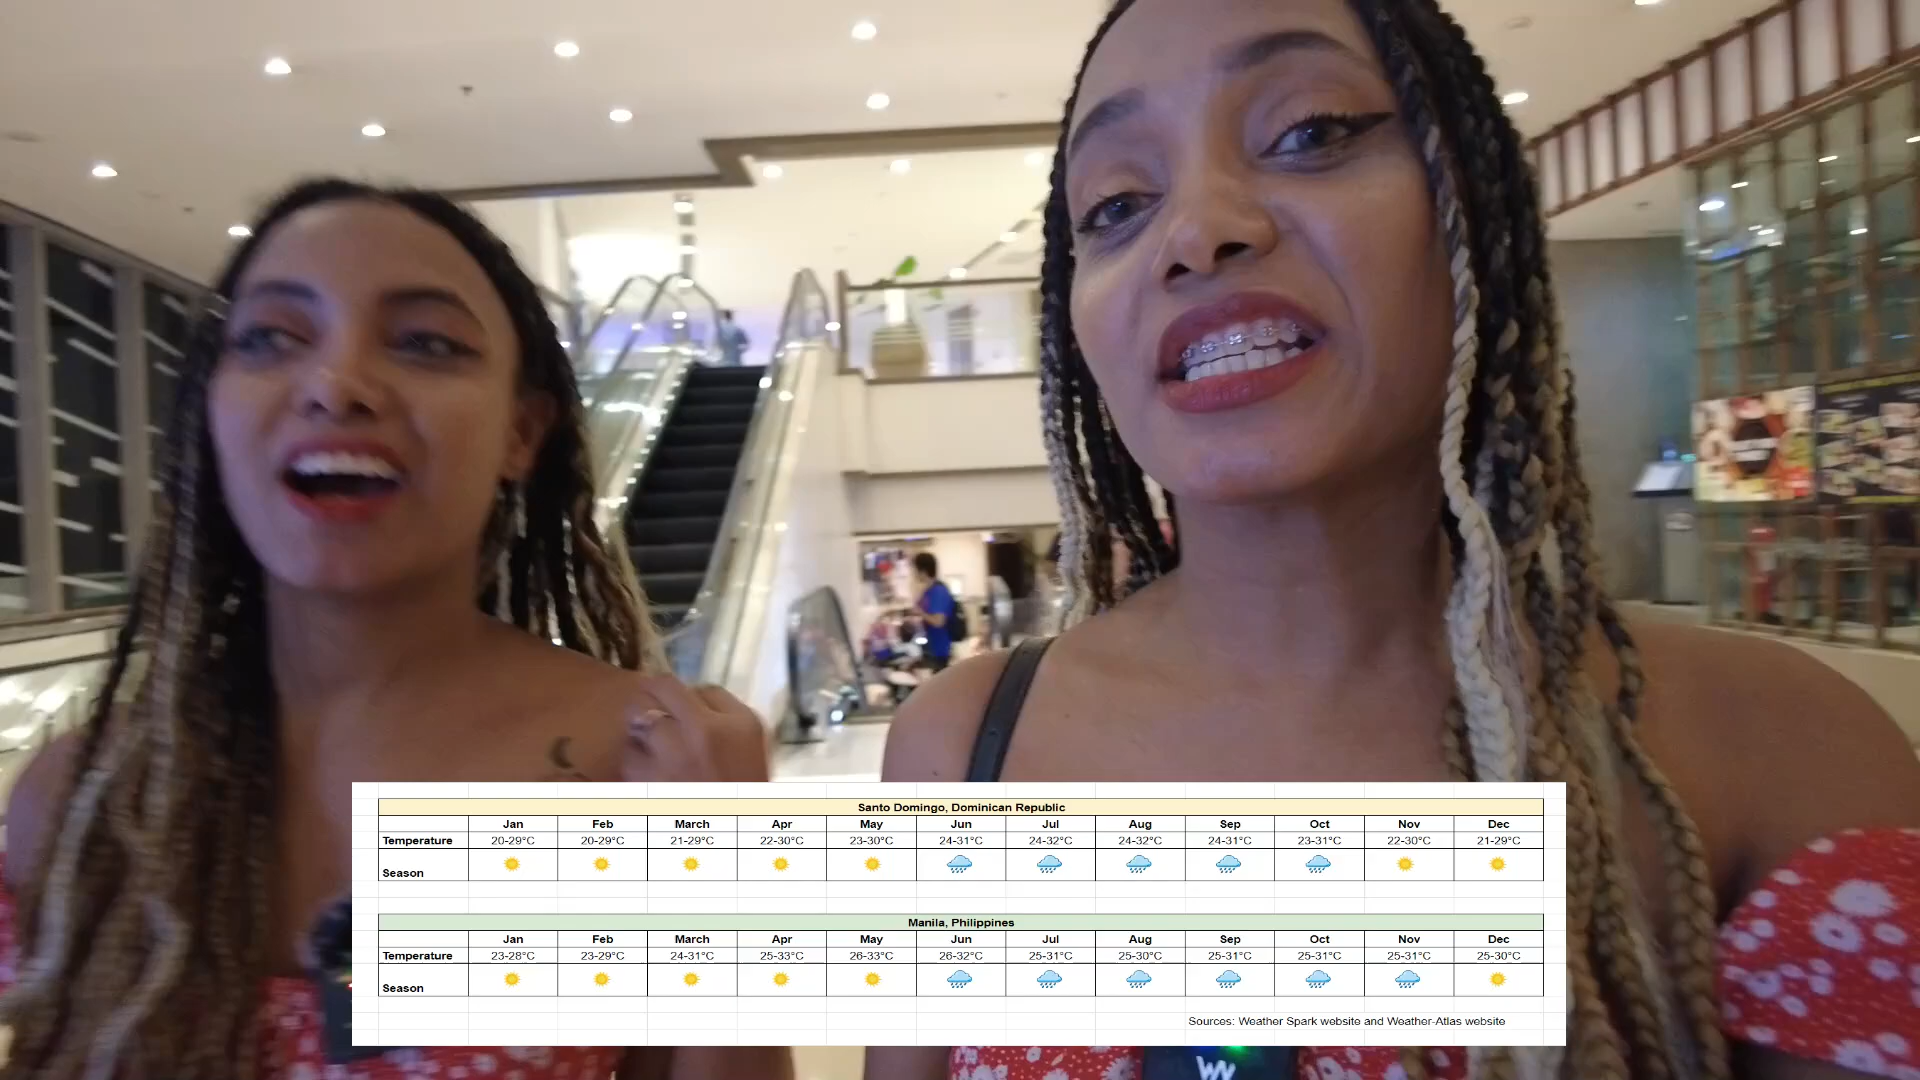 Santo Domingo, Dominican Republic
Jan Feb March Apr May Jun Jul Aug Sep Oct Nov Dec
Temperature 20-29°C 20-29°C 21-29°C 22-30°C 23-30°C 24-31°C 24-32°C 24-32°C 24-31°C 23-31°C 22-30°C 21-29°C
Season
Manila, Philippines
Jan Feb March Apr May Jun Jul Aug Sep Oct Nov Dec
Temperature 23-28°C 23-29°C 24-31°C 25-33°C 26-33°C 26-32°C 25-31°C 25-30°C 25-31°C 25-31°C 25-31°C 25-30°C
Season
Sources: Weather Spark website and Weather-Atlas website